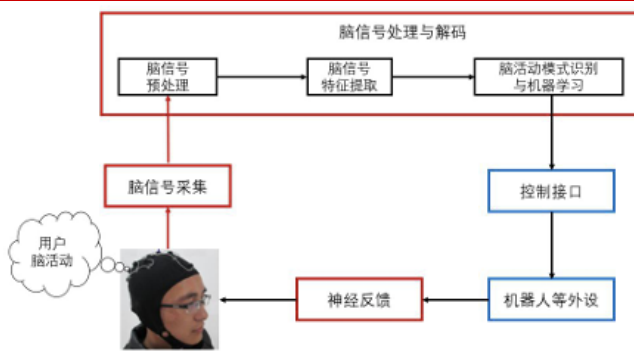 脑信号处理与解码
脑信号
预处理
脑信号
特征提取
脑活动模式识别
与机器学习
脑信号采集
控制接口
用户
脑活动
神经反馈
机器人等外设